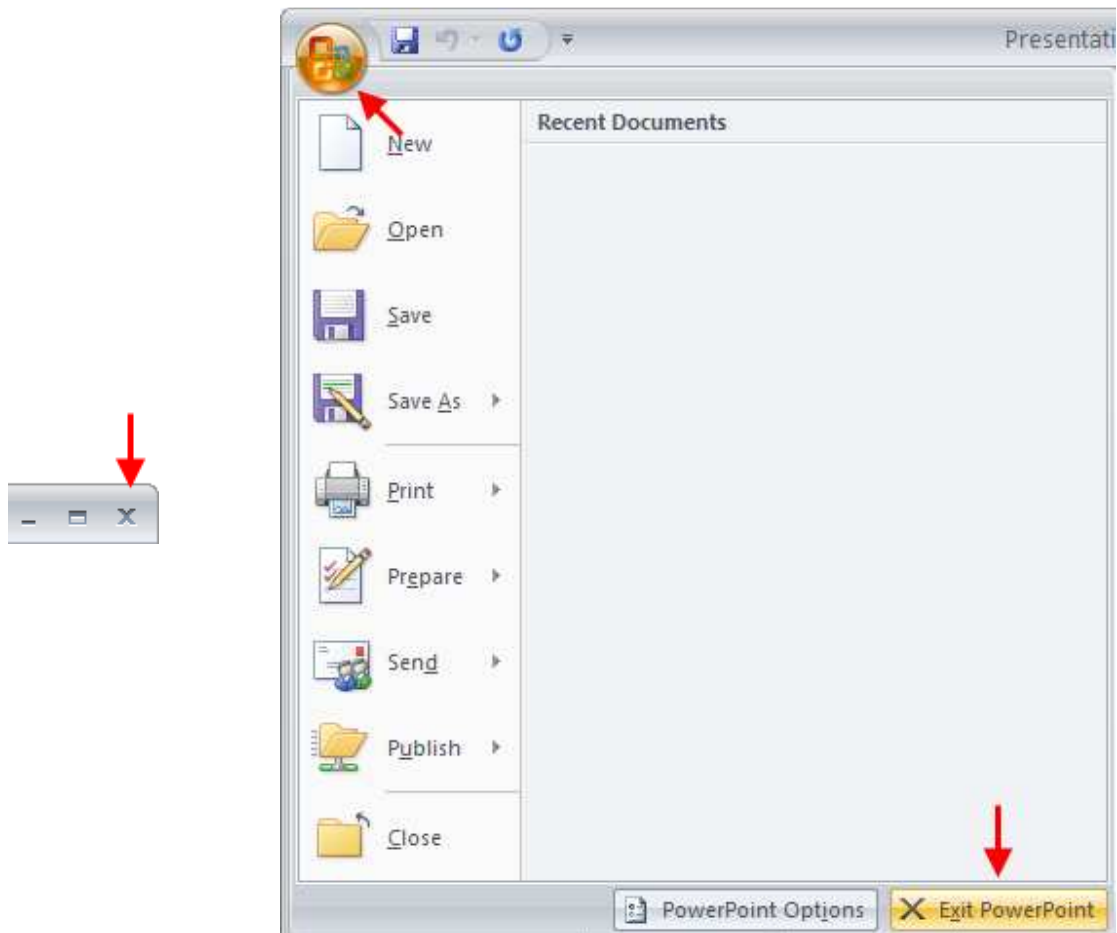 Presentati
Recent Documents
New
Open
Save
Save As
Print
Prepare
Send
Publish
Close
PowerPoint Options
Exit PowerPoint